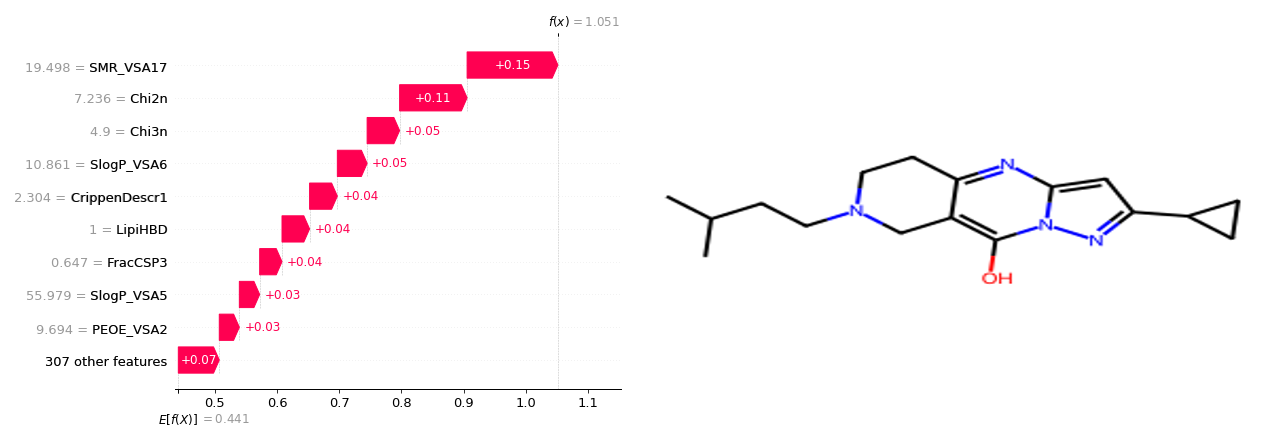 f(x) = 1.051
19.498 = SMR_VSA17
+0.15
7.236 = Chi2n
+0.11
4.9 = Chi3n
+0.05
10.861 = SlogP_VSA6
+0.05
2.304 = CrippenDescr1
+0.04
1 = LipiHBD
+0.04
0.647 = FracCSP3
+0.04
55.979 = SlogP_VSA5
+0.03
9.694 = PEOE_VSA2
+0.03
307 other features
+0.07
0.5 0.6 0.7 0.8 0.9 1.0 1.1
E[f(X)] = 0.441
N
N
N
N
OH